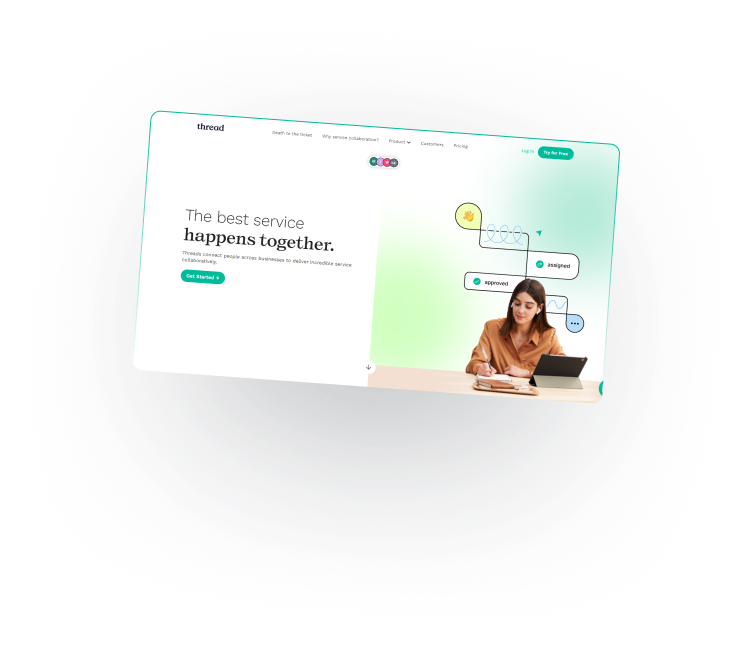 thread
Death to the ticket Why service collaboration? Product Customers Pricing
Log In Try for Free
The best service
happens together.
Threads connect people across businesses to deliver incredible service
collaboratively.
Get Started →
assigned
approved